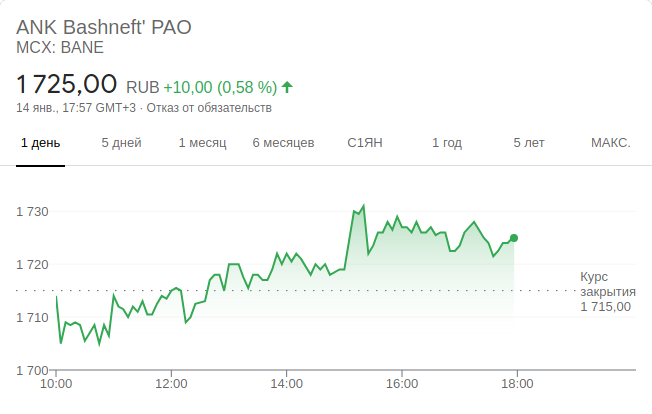 ANK Bashneft' PAO
MCX: BANE
1 725,00 RUB +10,00 (0,58 %)
14 янв., 17:57 GMT+3 · Отказ от обязательств
1 день 5 дней 1 месяц 6 месяцев С1ЯН 1 год 5 лет МАКС.
1 730
1 720
1 710
1 700
Курс
закрытия
1 715,00
10:00 12:00 14:00 16:00 18:00